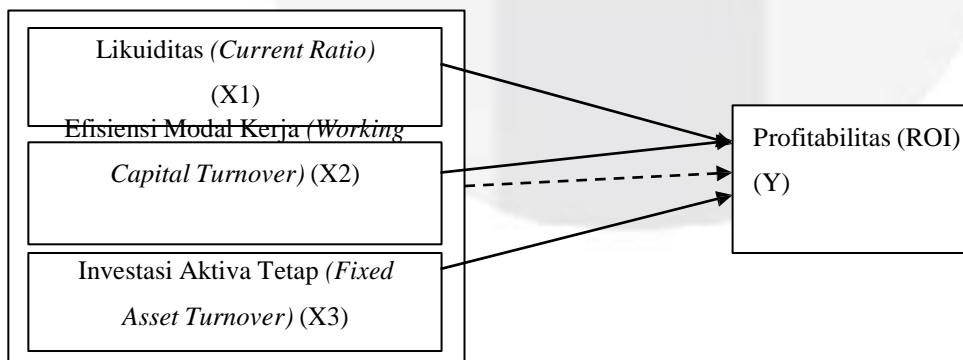 Likuiditas (Current Ratio)
(X1)
Efisiensi Modal Kerja (Working
Capital Turnover) (X2)
Investasi Aktiva Tetap (Fixed
Asset Turnover) (X3)
Profitabilitas (ROI)
(Y)